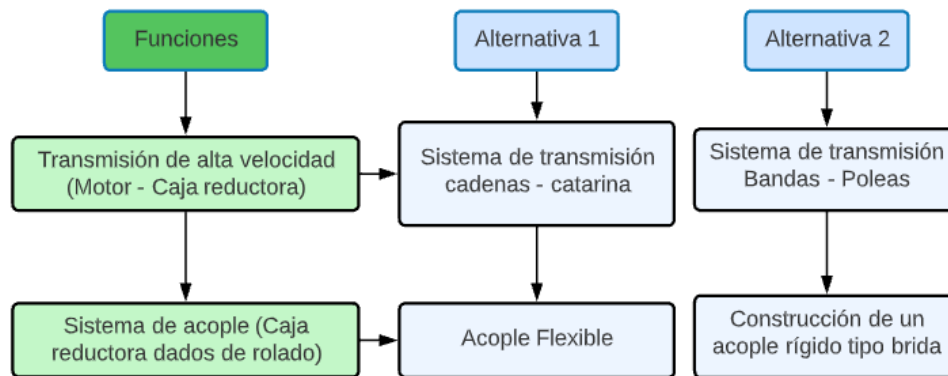 Funciones
Alternativa 1
Alternativa 2
Transmisión de alta velocidad
(Motor - Caja reductora)
Sistema de transmisión
cadenas - catarina
Sistema de transmisión
Bandas - Poleas
Sistema de acople (Caja
reductora dados de rolado)
Acople Flexible
Construcción de un
acople rígido tipo brida